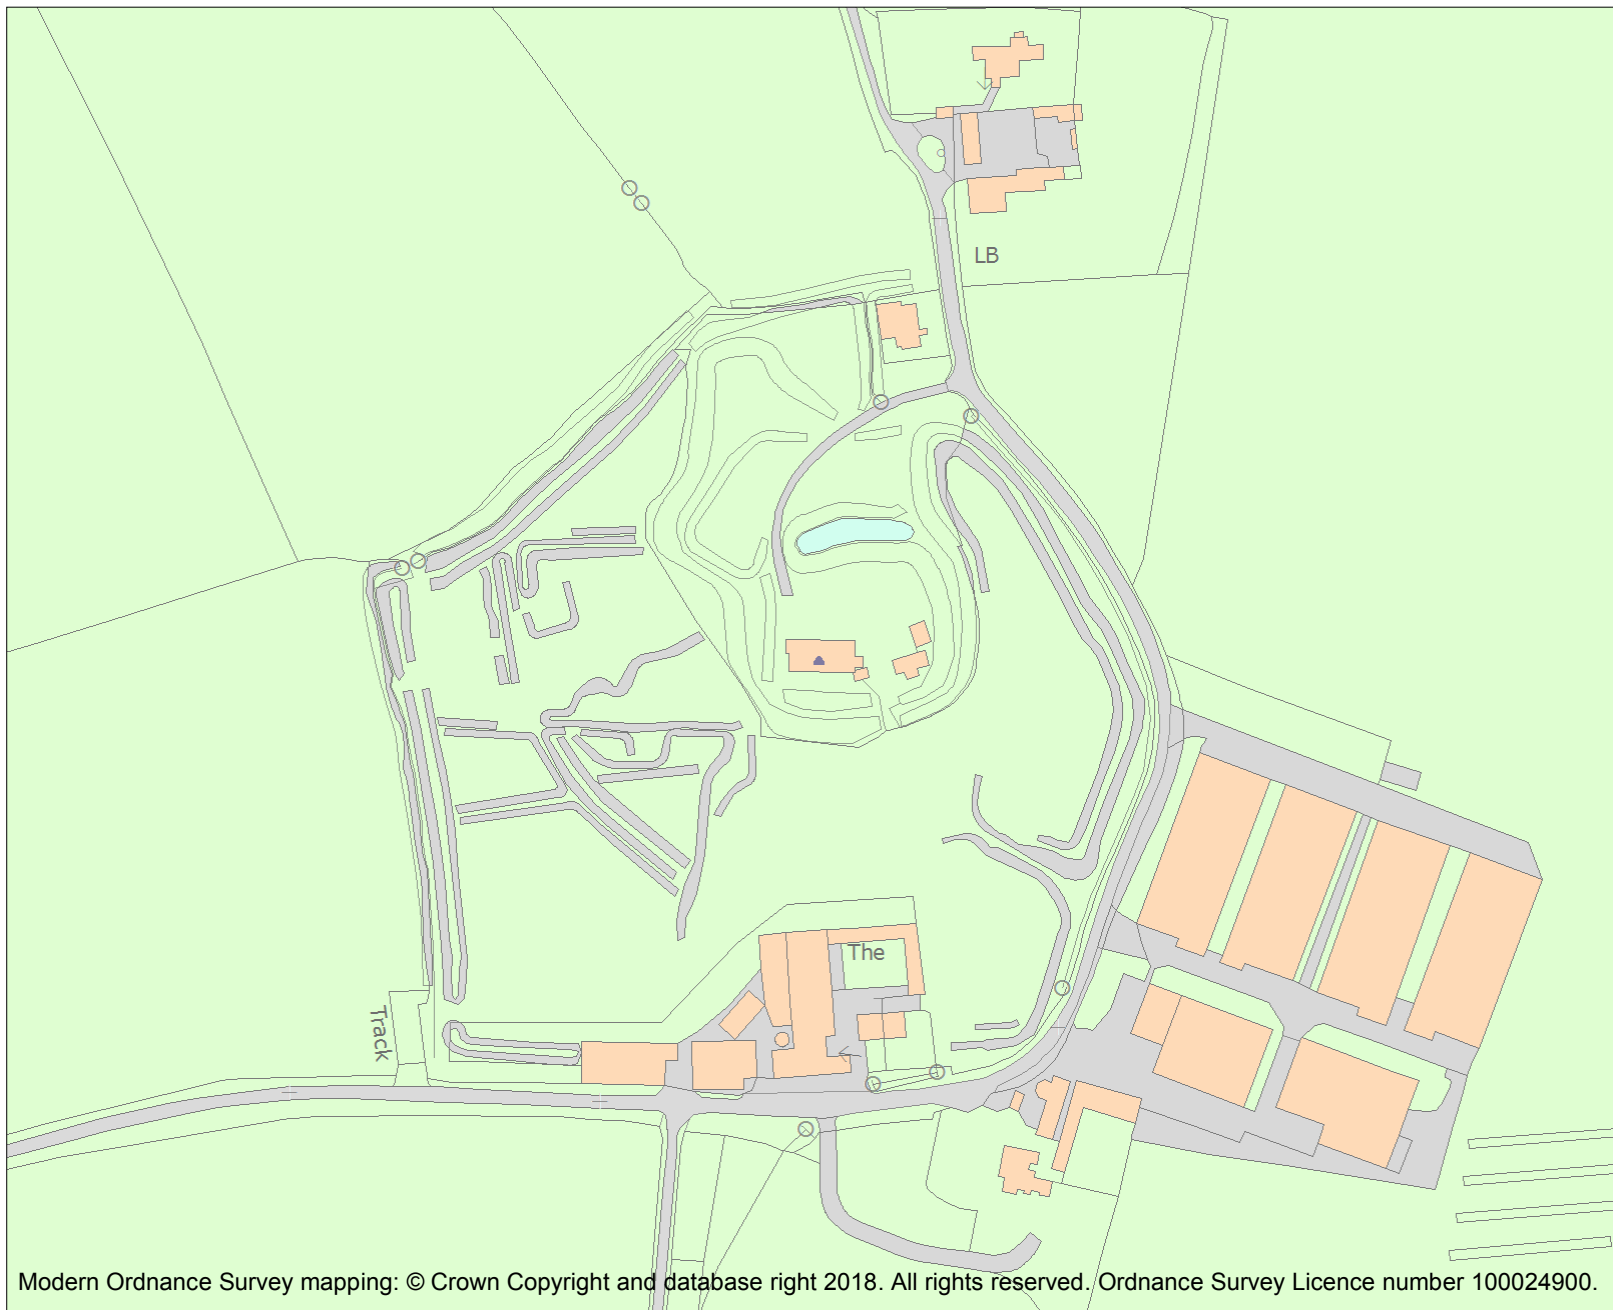 LB
The
Track
Modern Ordnance Survey mapping: © Crown Copyright and database right 2018. All rights reserved. Ordnance Survey Licence number 100024900.